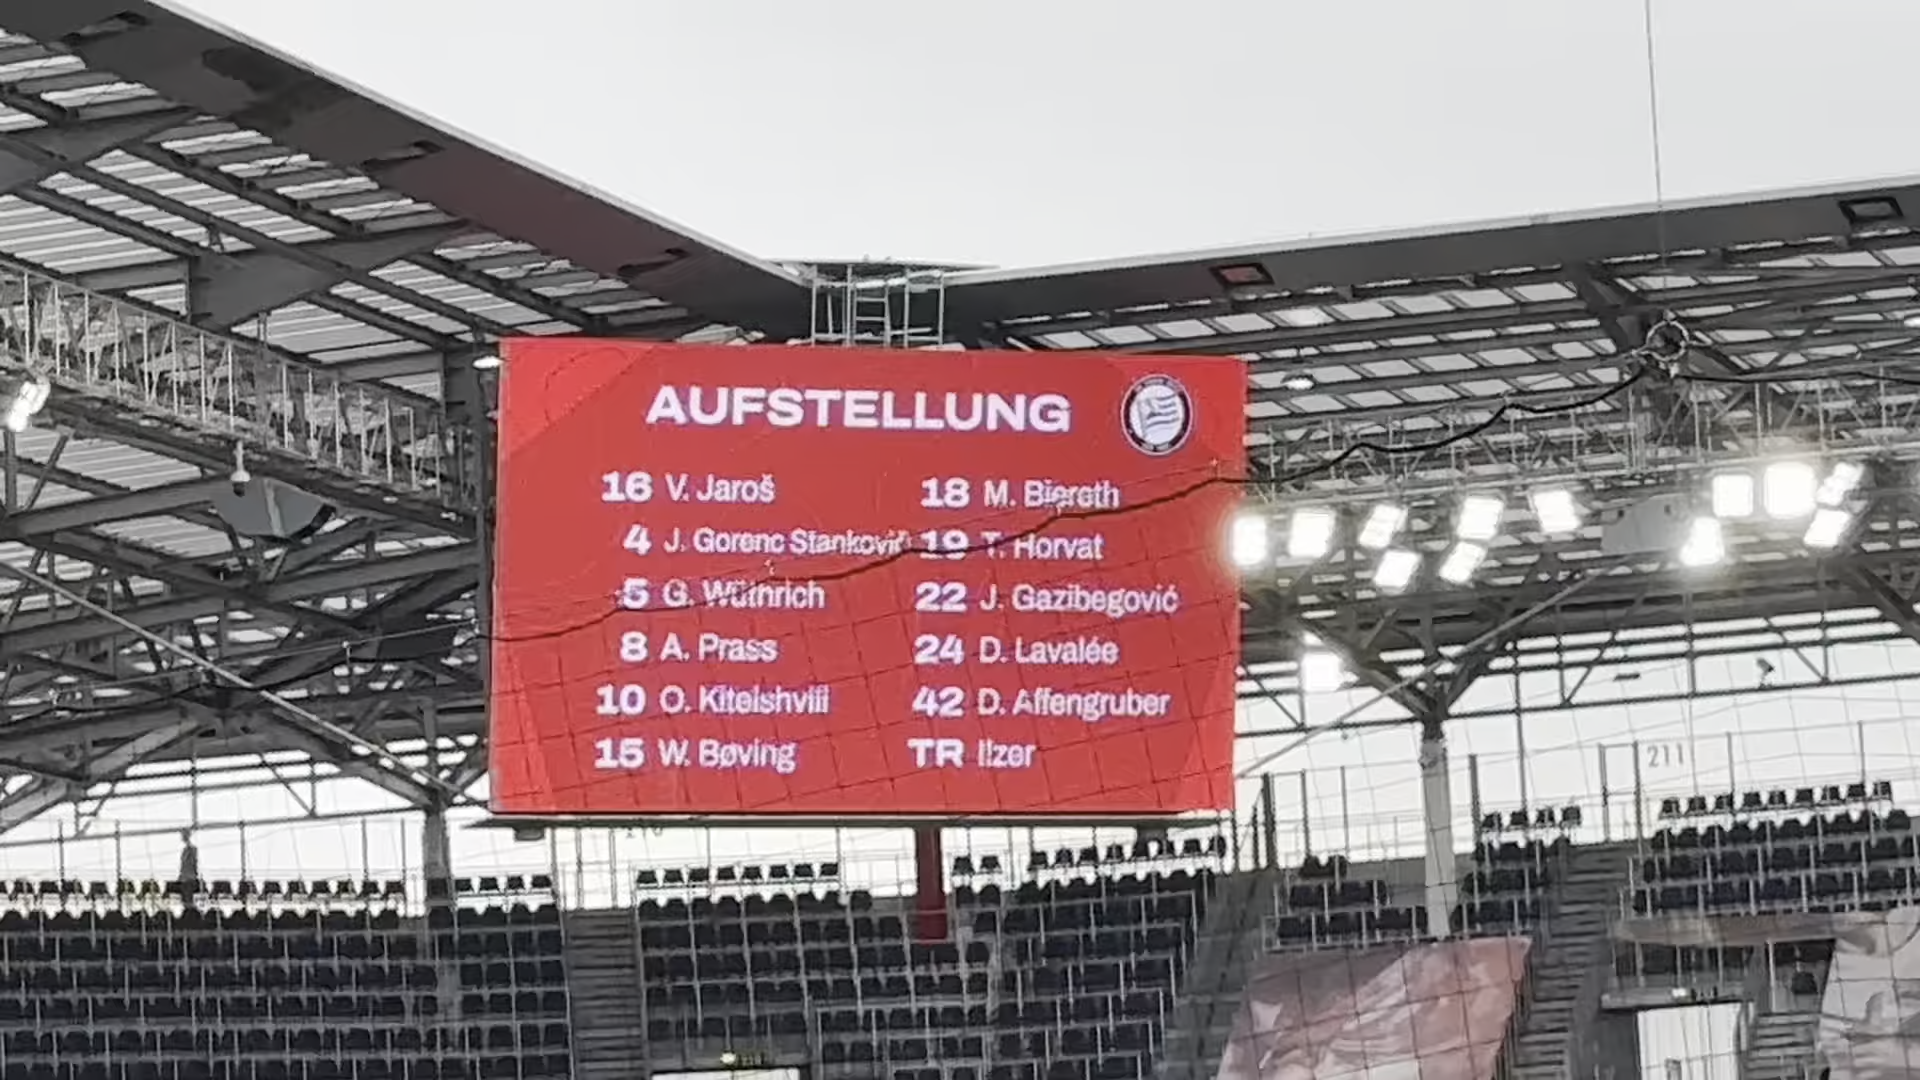 AUFSTELLUNG
16 V. Jaroš
4 J. Gorenc Stanković
5 G. Wüthrich
8 A. Prass
10 O. Kiteishvili
15 W. Bøving
18 M. Biereth
19 T. Horvat
22 J. Gazibegović
24 D. Lavalée
42 D. Affengruber
TR Ilzer
211